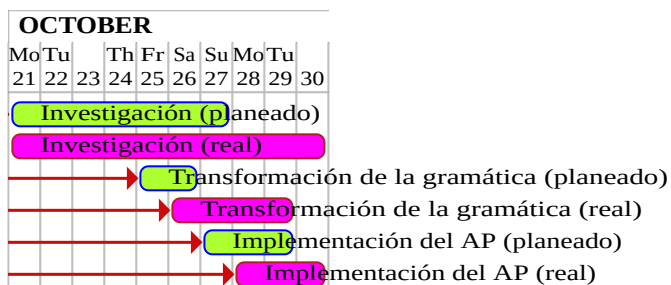 OCTOBER
Mo Tu Th Fr Sa Su Mo Tu
21 22 23 24 25 26 27 28 29 30
Investigación (planeado)
Investigación (real)
Transformación de la gramática (planeado)
Transformación de la gramática (real)
Implementación del AP (planeado)
Implementación del AP (real)